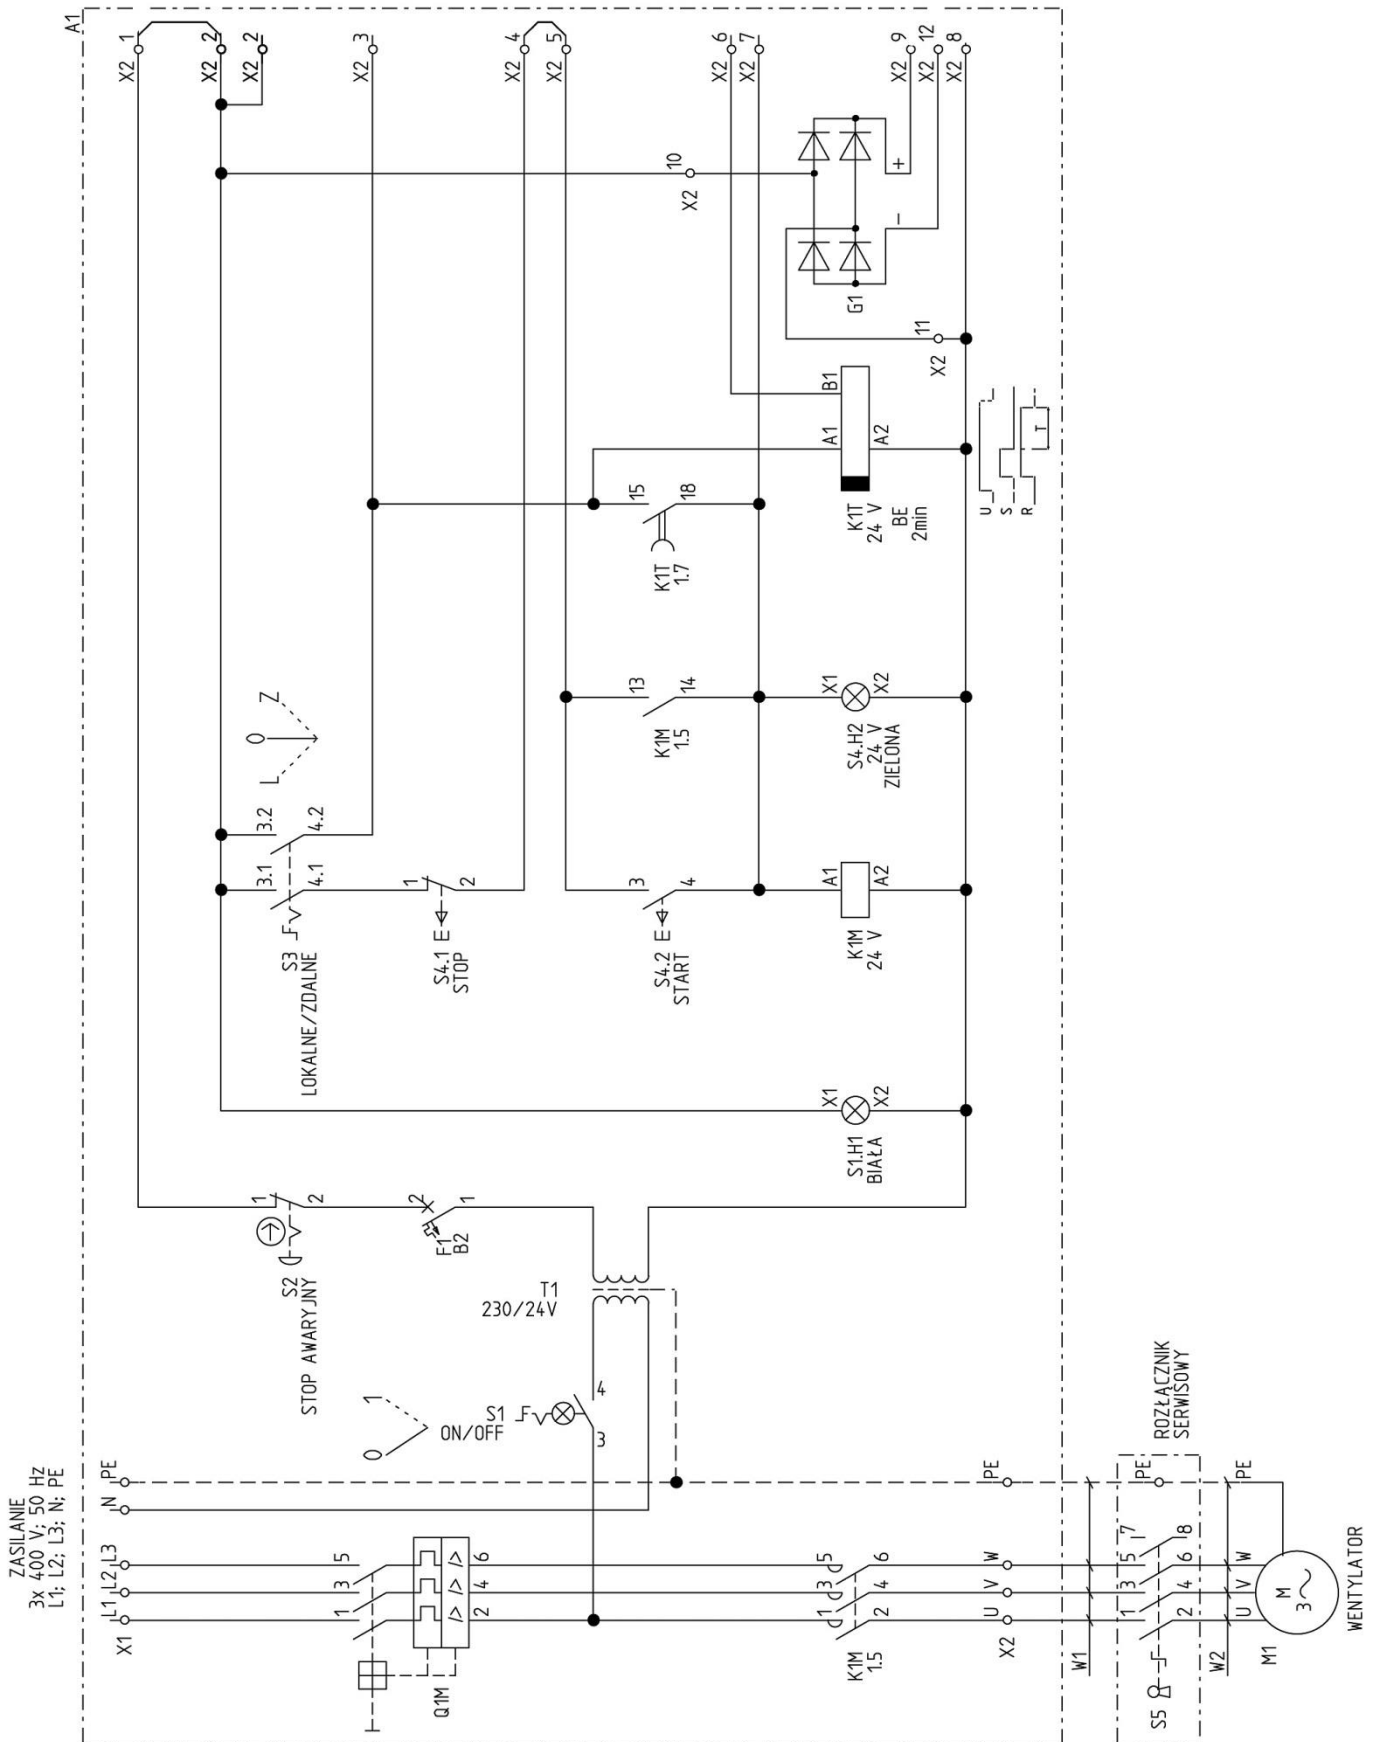 ZASILANIE
3x 400 V; 50 Hz
L1; L2; L3; N; PE
X1
L1
L2
L3
N
PE
1
3
5
Q1M
I>
I>
I>
2
4
6
0
1
S1
ON/OFF
3
4
T1
230/24V
S2
STOP AWARYJNY
1
2
F1
B2
2
1
K1M
1.5
1
3
5
2
4
6
X2
U
V
W
PE
W1
ROZŁĄCZNIK
SERWISOWY
S5
1
3
5
7
PE
2
4
6
8
W2
U
V
W
PE
M1
M
3~
WENTYLATOR
A1
S1.H1
BIAŁA
X1
X2
S3
LOKALNE/ZDALNE
3.1
4.1
3.2
4.2
L
0
Z
S4.1
STOP
1
2
S4.2
START
3
4
K1M
24 V
A1
A2
K1M
1.5
13
14
S4.H2
24 V
ZIELONA
X1
X2
K1T
1.7
15
18
K1T
24 V
BE
2min
A1
B1
A2
U
S
R
T
X2
11
G1
+
-
X2
10
X2 1
X2 2
X2 2
X2 3
X2 4
X2 5
X2 6
X2 7
X2 9
X2 12
X2 8